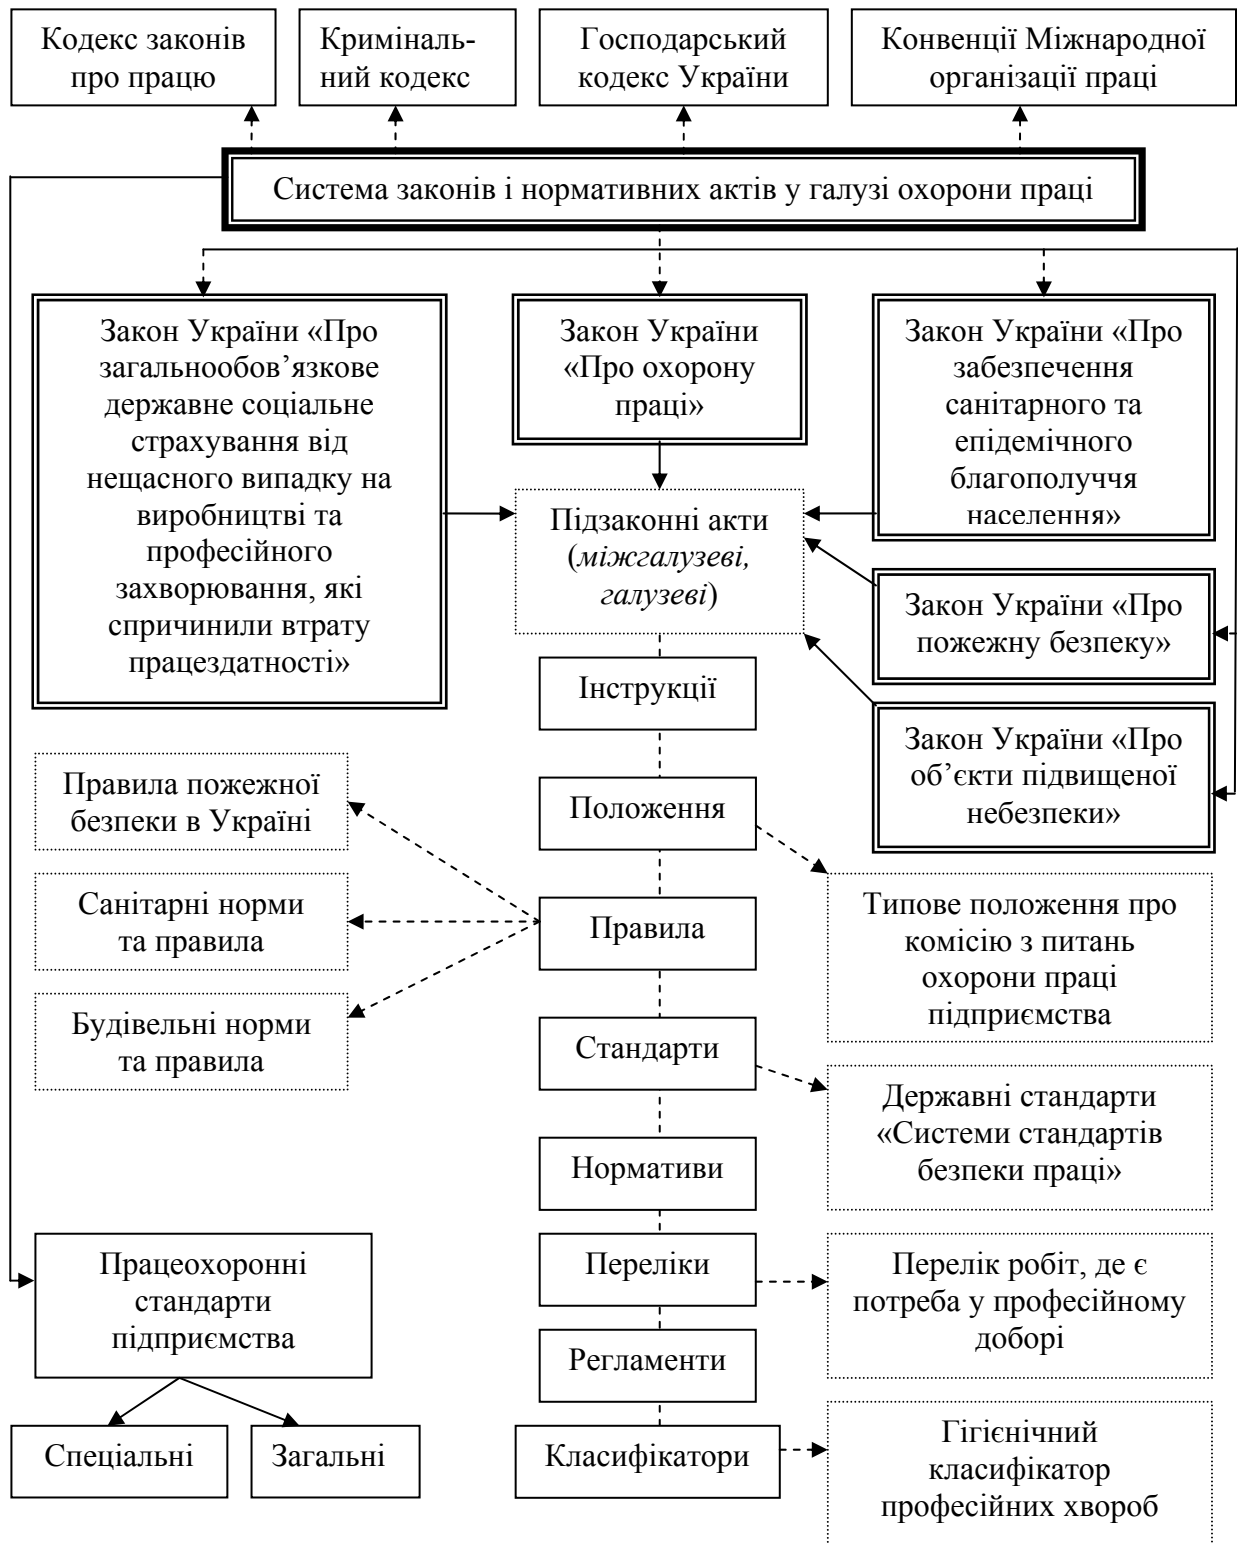 Кодекс законів
про працю
Криміналь-
ний кодекс
Господарський
кодекс України
Конвенції Міжнародної
організації праці
Система законів і нормативних актів у галузі охорони праці
Закон України «Про
загальнообов’язкове
державне соціальне
страхування від
нещасного випадку на
виробництві та
професійного
захворювання, які
спричинили втрату
працездатності»
Закон України
«Про охорону
праці»
Закон України «Про
забезпечення
санітарного та
епідемічного
благополуччя
населення»
Підзаконні акти
(міжгалузеві,
галузеві)
Закон України «Про
пожежну безпеку»
Закон України «Про
об’єкти підвищеної
небезпеки»
Інструкції
Положення
Правила
Стандарти
Нормативи
Переліки
Регламенти
Класифікатори
Правила пожежної
безпеки в Україні
Санітарні норми
та правила
Будівельні норми
та правила
Типове положення про
комісію з питань
охорони праці
підприємства
Державні стандарти
«Системи стандартів
безпеки праці»
Перелік робіт, де є
потреба у професійному
доборі
Гігієнічний
класифікатор
професійних хвороб
Працеохоронні
стандарти
підприємства
Спеціальні
Загальні